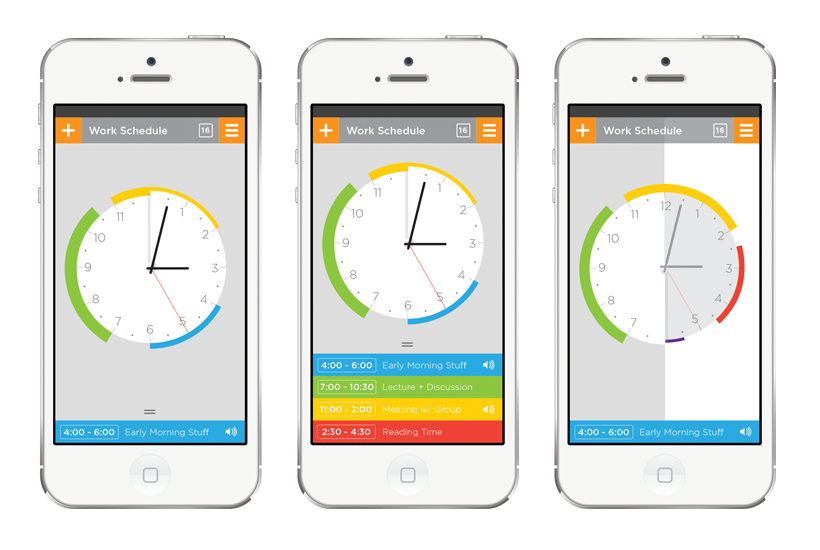 Work Schedule 16
11 1
10 2
9 3
8 4
7 5
6
4:00 - 6:00 Early Morning Stuff
Work Schedule 16
11 1
10 2
9 3
8 4
7 5
6
4:00 - 6:00 Early Morning Stuff
7:00 - 10:30 Lecture + Discussion
11:00 - 2:00 Meeting w/ Group
2:30 - 4:30 Reading Time
Work Schedule 16
12
11 1
10 2
9 3
8 4
7 5
4:00 - 6:00 Early Morning Stuff